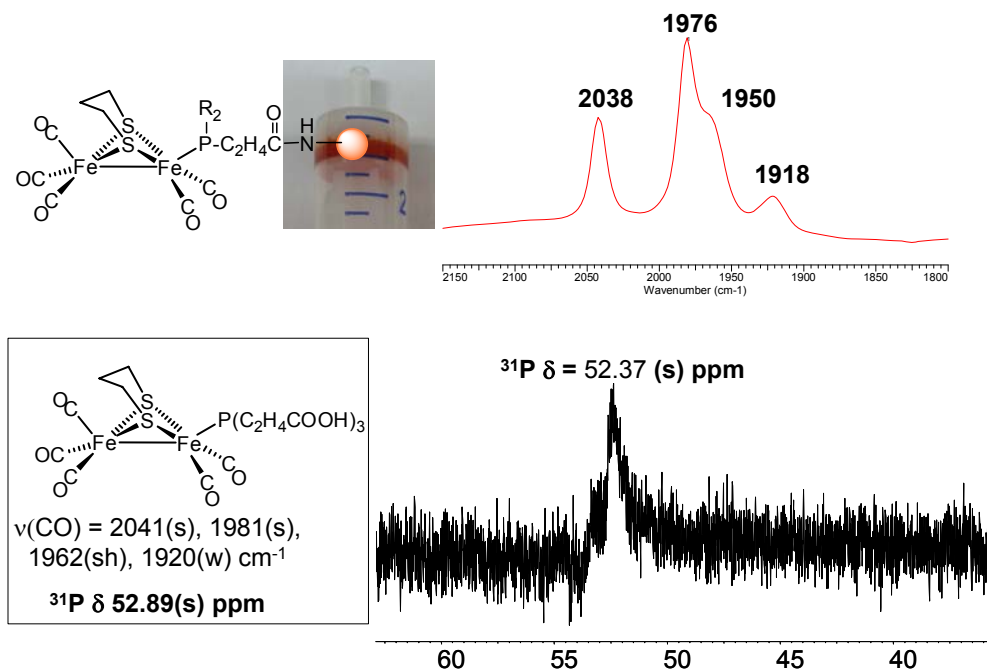 R2
O
H
N
P-C2H4C
S
S
OC
Fe
Fe
OC
CO
OC
CO
2
2038
1976
1950
1918
2150 2100 2050 2000 1950 1900 1850 1800
Wavenumber (cm-1)
S
S
OC
Fe
Fe
P(C2H4COOH)3
OC
CO
OC
CO
ν(CO) = 2041(s), 1981(s),
1962(sh), 1920(w) cm-1
31P δ 52.89(s) ppm
31P δ = 52.37 (s) ppm
60 55 50 45 40